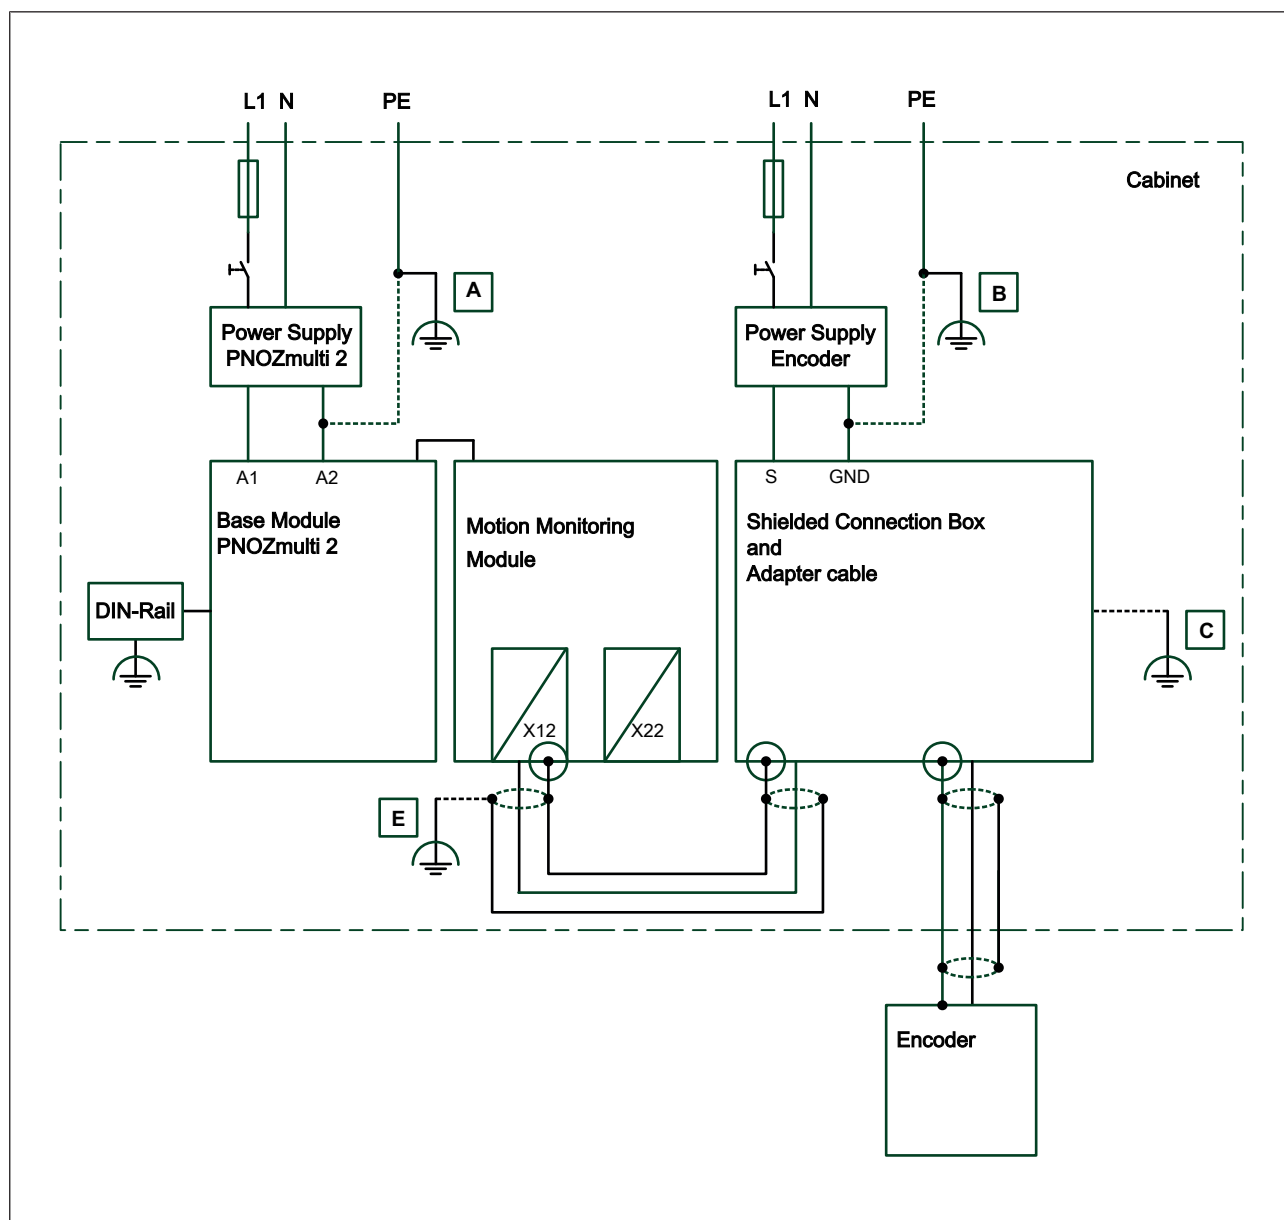 L1 N
PE
L1 N
PE
Cabinet
A
B
Power Supply
PNOZmulti 2
Power Supply
Encoder
A1
A2
Base Module
PNOZmulti 2
Motion Monitoring
Module
S
GND
Shielded Connection Box
and
Adapter cable
DIN-Rail
C
X12
X22
E
Encoder